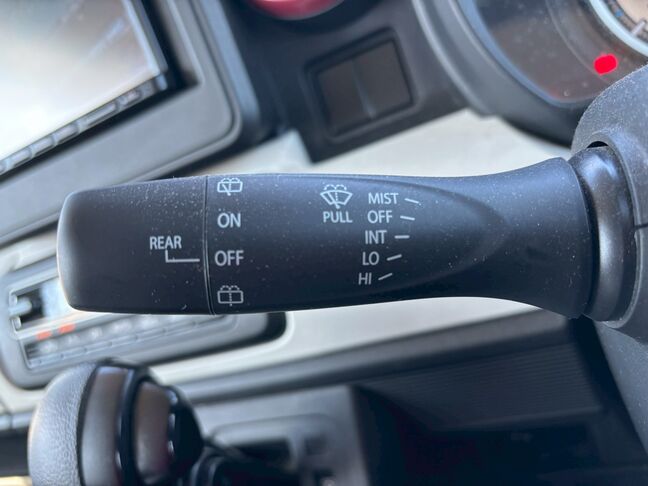 REAR
ON
OFF
PULL
MIST
OFF
INT
LO
HI